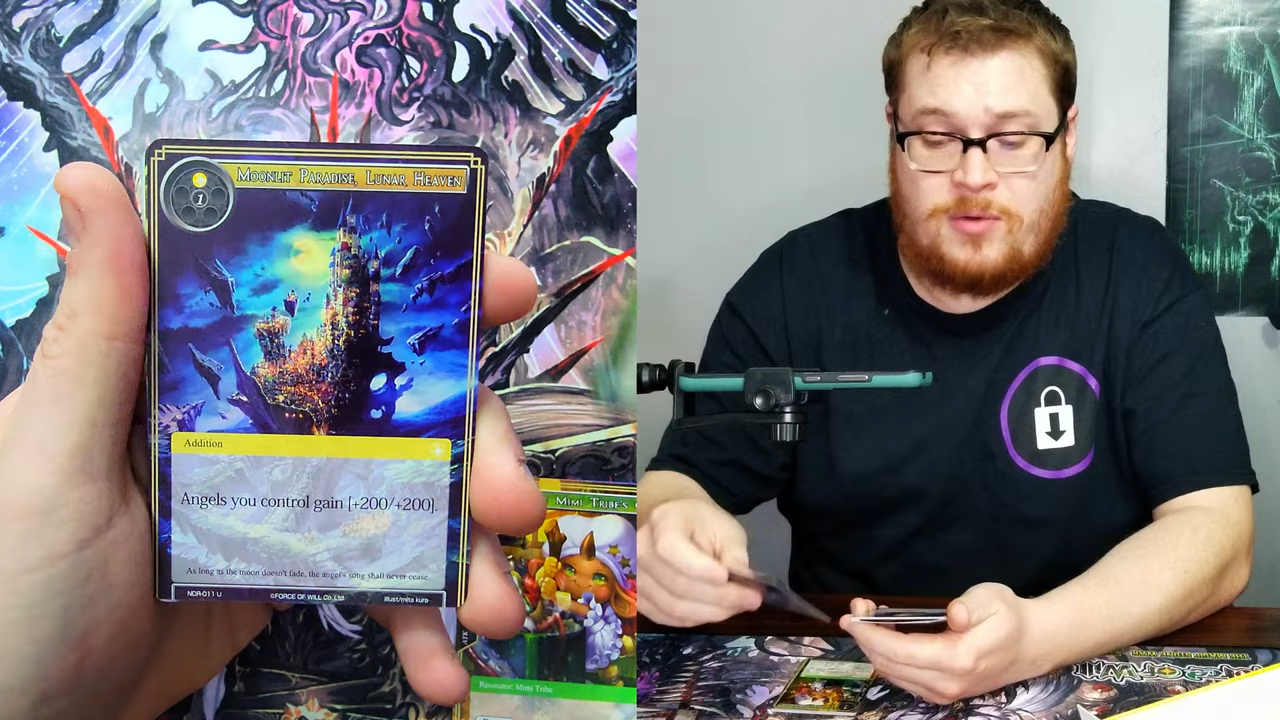 Moonlit Paradise, Lunar Heaven
1
Addition
Angels you control gain [+200/+200].
As long as the moon doesn't fade, the angel's song shall never cease.
NDR-011 U ©FORCE OF WILL Co.,Ltd. illust/mita kura
Mimi Tribe's
Resonator: Mimi Tribe